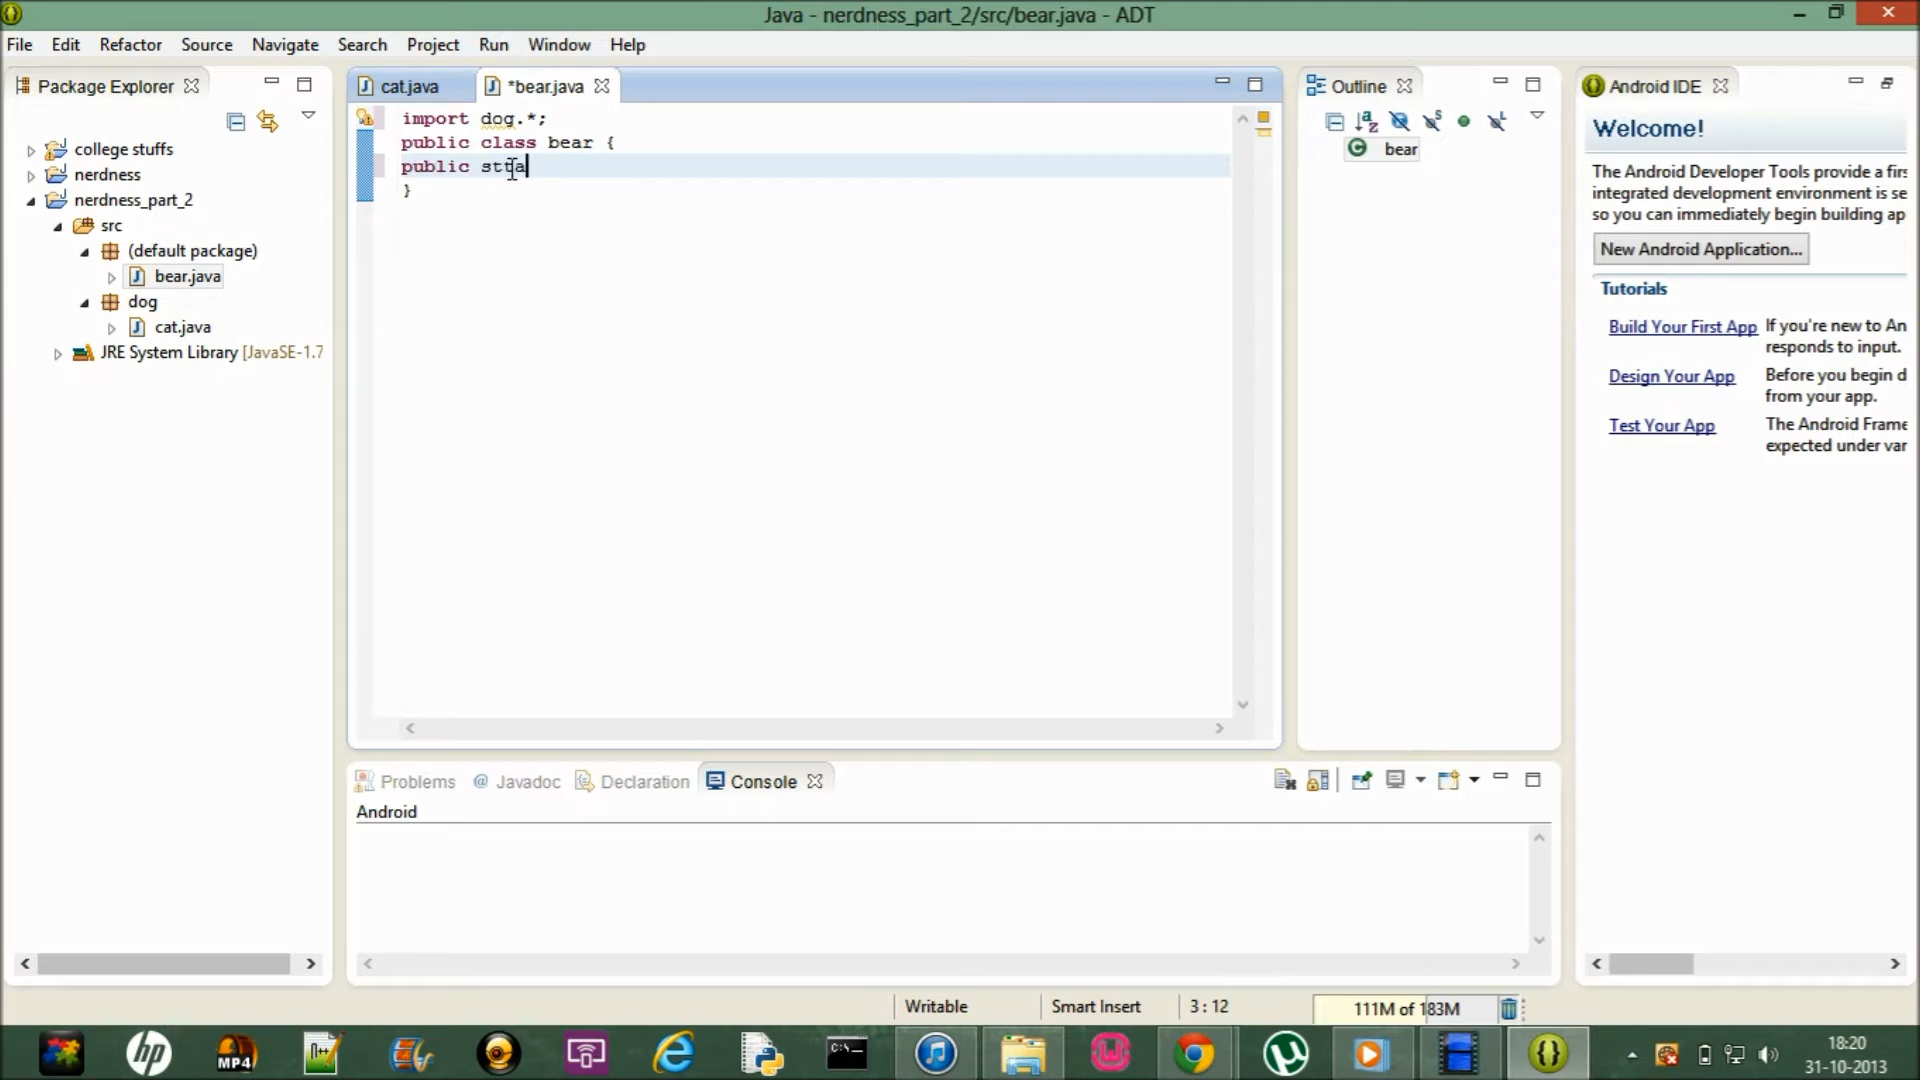 Java - nerdness_part_2/src/bear.java - ADT
File Edit Refactor Source Navigate Search Project Run Window Help
Package Explorer
college stuffs
nerdness
nerdness_part_2
src
(default package)
bear.java
dog
cat.java
JRE System Library [JavaSE-1.7
cat.java *bear.java
import dog.*;
public class bear {
public stta
}
Outline
bear
Android IDE
Welcome!
The Android Developer Tools provide a firs
integrated development environment is se
so you can immediately begin building ap
New Android Application...
Tutorials
Build Your First App If you're new to An
responds to input.
Design Your App Before you begin d
from your app.
Test Your App The Android Frame
expected under var
Problems @ Javadoc Declaration Console
Android
Writable Smart Insert 3 : 12 111M of 183M
hp MP4 C:\_
18:20
31-10-2013